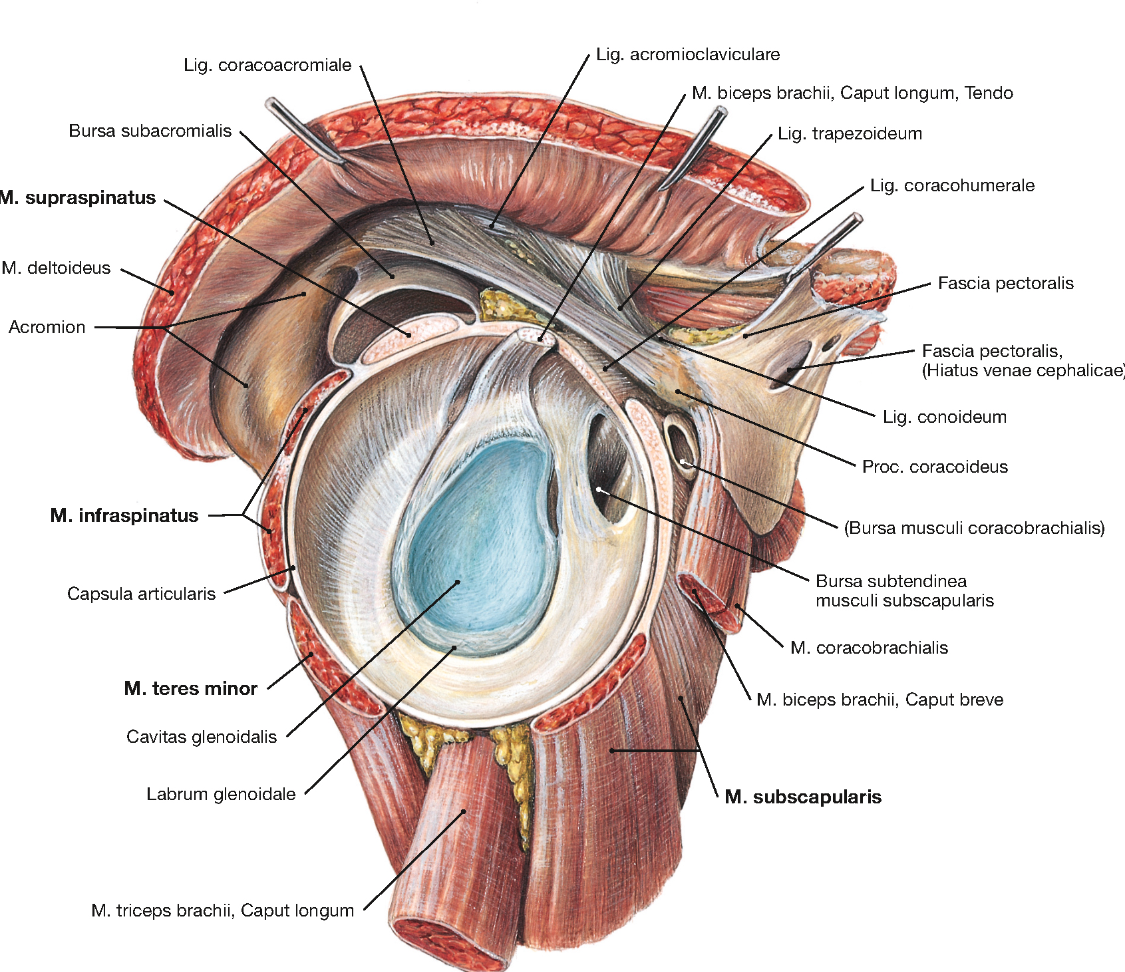 Lig. coracoacromiale
Bursa subacromialis
M. supraspinatus
M. deltoideus
Acromion
M. infraspinatus
Capsula articularis
M. teres minor
Cavitas glenoidalis
Labrum glenoidale
M. triceps brachii, Caput longum
Lig. acromioclaviculare
M. biceps brachii, Caput longum, Tendo
Lig. trapezoideum
Lig. coracohumerale
Fascia pectoralis
Fascia pectoralis,
(Hiatus venae cephalicae)
Lig. conoideum
Proc. coracoideus
(Bursa musculi coracobrachialis)
Bursa subtendinea
musculi subscapularis
M. coracobrachialis
M. biceps brachii, Caput breve
M. subscapularis